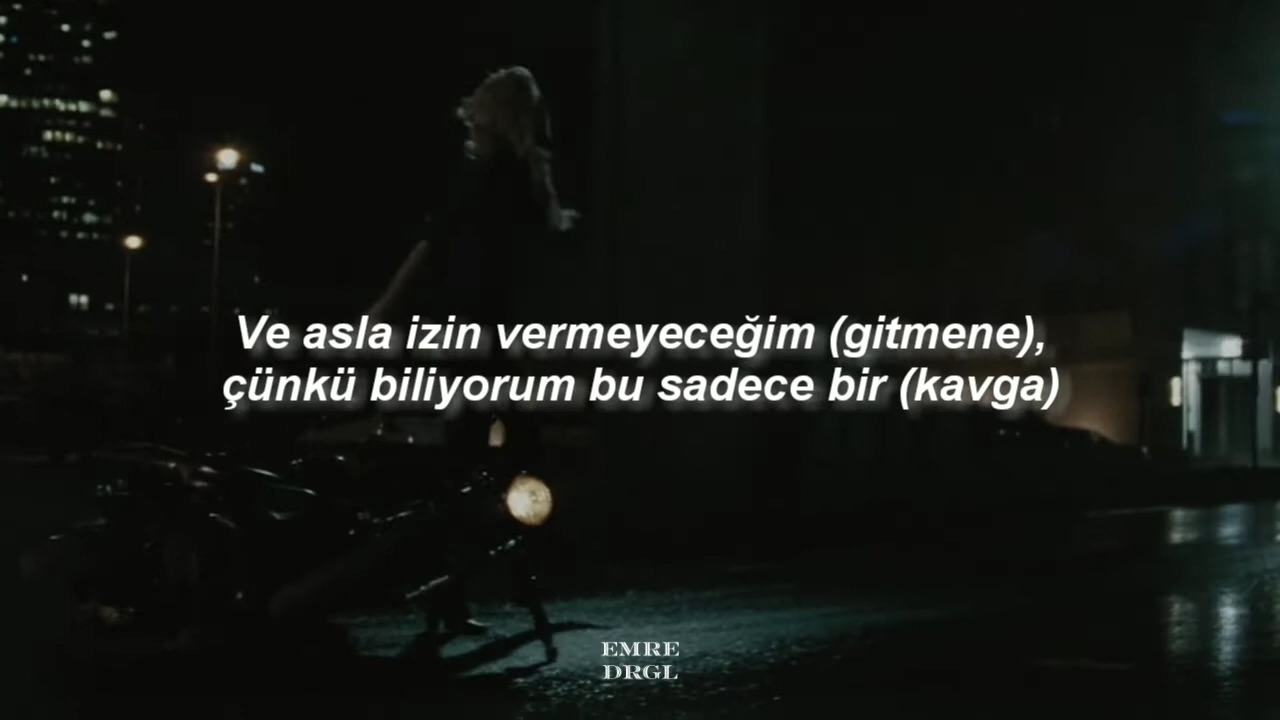 Ve asla izin vermeyeceğim (gitmene),
çünkü biliyorum bu sadece bir (kavga)
EMRE
DRGL